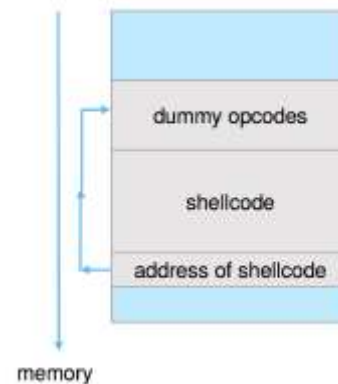 dummy opcodes
shellcode
address of shellcode
memory